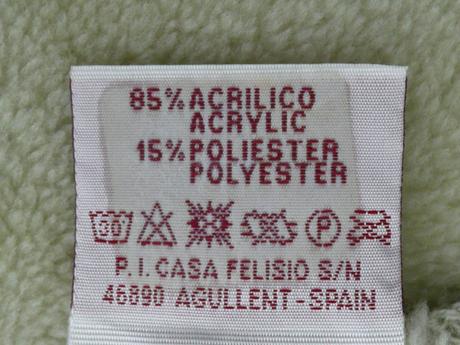 85% ACRILICO
ACRYLIC
15% POLIESTER
POLYESTER
30 P
P.I. CASA FELISIO S/N
46890 AGULLENT-SPAIN